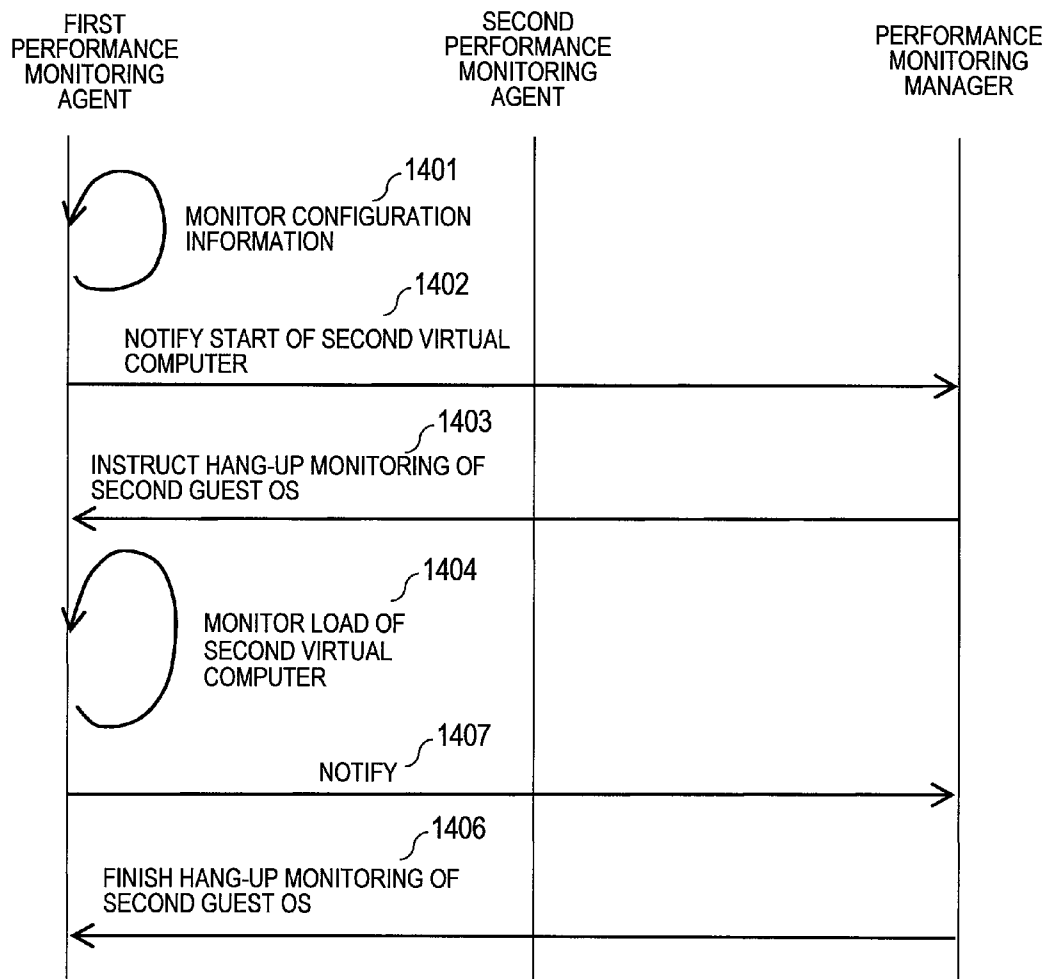 FIRST
PERFORMANCE
MONITORING
AGENT
SECOND
PERFORMANCE
MONITORING
AGENT
PERFORMANCE
MONITORING
MANAGER
1401
MONITOR CONFIGURATION
INFORMATION
1402
NOTIFY START OF SECOND VIRTUAL
COMPUTER
1403
INSTRUCT HANG-UP MONITORING OF
SECOND GUEST OS
1404
MONITOR LOAD OF
SECOND VIRTUAL
COMPUTER
1407
NOTIFY
1406
FINISH HANG-UP MONITORING OF
SECOND GUEST OS